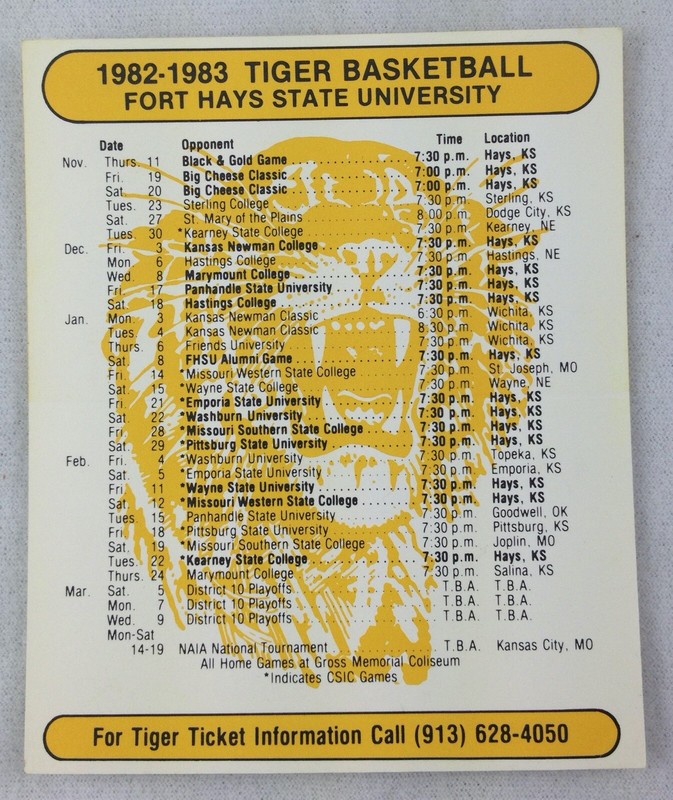 1982-1983 TIGER BASKETBALL
FORT HAYS STATE UNIVERSITY
Date Opponent Time Location
Nov. Thurs. 11 Black & Gold Game 7:30 p.m. Hays, KS
Fri. 19 Big Cheese Classic 7:00 p.m. Hays, KS
Sat. 20 Big Cheese Classic 7:00 p.m. Hays, KS
Tues. 23 Sterling College 7:30 p.m. Sterling, KS
Sat. 27 St. Mary of the Plains 8:00 p.m. Dodge City, KS
Tues. 30 *Kearney State College 7:30 p.m. Kearney, NE
Dec. Fri. 3 Kansas Newman College 7:30 p.m. Hays, KS
Mon. 6 Hastings College 7:30 p.m. Hastings, NE
Wed. 8 Marymount College 7:30 p.m. Hays, KS
Fri. 17 Panhandle State University 7:30 p.m. Hays, KS
Sat. 18 Hastings College 7:30 p.m. Hays, KS
Jan. Mon. 3 Kansas Newman Classic 6:30 p.m. Wichita, KS
Tues. 4 Kansas Newman Classic 8:30 p.m. Wichita, KS
Thurs. 6 Friends University 7:30 p.m. Wichita, KS
Sat. 8 FHSU Alumni Game 7:30 p.m. Hays, KS
Fri. 14 *Missouri Western State College 7:30 p.m. St. Joseph, MO
Sat. 15 *Wayne State College 7:30 p.m. Wayne, NE
Fri. 21 *Emporia State University 7:30 p.m. Hays, KS
Sat. 22 *Washburn University 7:30 p.m. Hays, KS
Fri. 28 *Missouri Southern State College 7:30 p.m. Hays, KS
Sat. 29 *Pittsburg State University 7:30 p.m. Hays, KS
Feb. Fri. 4 *Washburn University 7:30 p.m. Topeka, KS
Sat. 5 *Emporia State University 7:30 p.m. Emporia, KS
Fri. 11 *Wayne State University 7:30 p.m. Hays, KS
Sat. 12 *Missouri Western State College 7:30 p.m. Hays, KS
Tues. 15 Panhandle State University 7:30 p.m. Goodwell, OK
Fri. 18 *Pittsburg State University 7:30 p.m. Pittsburg, KS
Sat. 19 *Missouri Southern State College 7:30 p.m. Joplin, MO
Tues. 22 *Kearney State College 7:30 p.m. Hays, KS
Thurs. 24 Marymount College 7:30 p.m. Salina, KS
Mar. Sat. 5 District 10 Playoffs T.B.A. T.B.A.
Mon. 7 District 10 Playoffs T.B.A. T.B.A.
Wed. 9 District 10 Playoffs T.B.A. T.B.A.
Mon-Sat
14-19 NAIA National Tournament T.B.A. Kansas City, MO
All Home Games at Gross Memorial Coliseum
*Indicates CSIC Games
For Tiger Ticket Information Call (913) 628-4050